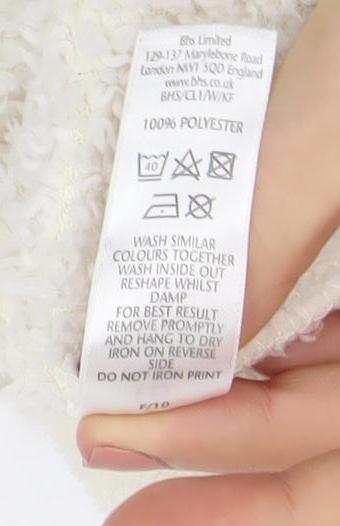 Bhs Limited
129-137 Marylebone Road
London NW1 5QD England
www.bhs.co.uk
BHS/CL1/W/KF
100% POLYESTER
40
WASH SIMILAR
COLOURS TOGETHER
WASH INSIDE OUT
RESHAPE WHILST
DAMP
FOR BEST RESULT
REMOVE PROMPTLY
AND HANG TO DRY
IRON ON REVERSE
SIDE
DO NOT IRON PRINT